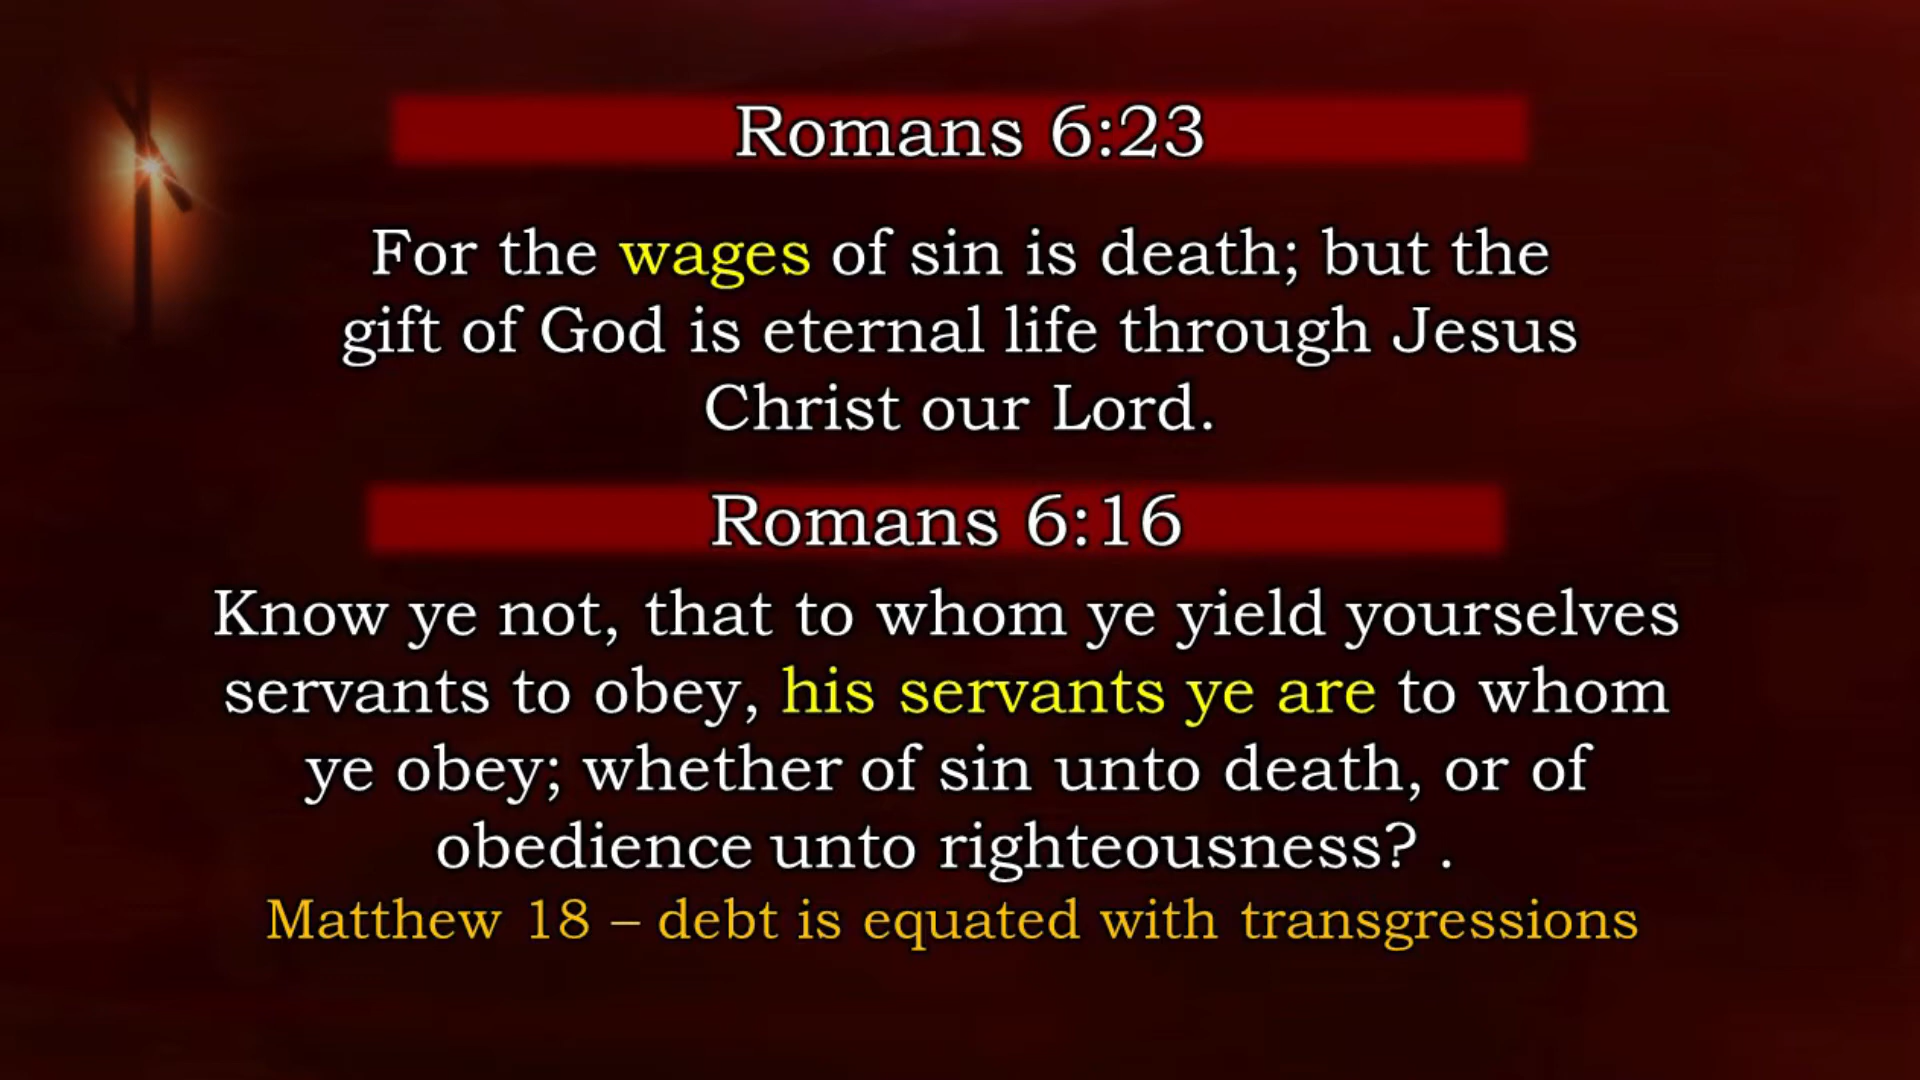 Romans 6:23
For the wages of sin is death; but the
gift of God is eternal life through Jesus
Christ our Lord.
Romans 6:16
Know ye not, that to whom ye yield yourselves
servants to obey, his servants ye are to whom
ye obey; whether of sin unto death, or of
obedience unto righteousness? .
Matthew 18 – debt is equated with transgressions